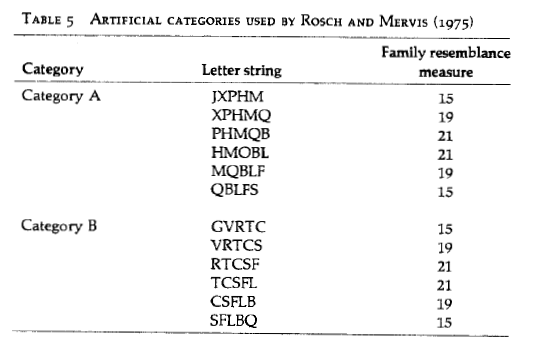 TABLE 5 ARTIFICIAL CATEGORIES USED BY ROSCH AND MERVIS (1975)
Family resemblance
Category Letter string measure
Category A JXPHM 15
XPHMQ 19
PHMQB 21
HMOBL 21
MQBLF 19
QBLFS 15
Category B GVRTC 15
VRTCS 19
RTCSF 21
TCSFL 21
CSFLB 19
SFLBQ 15